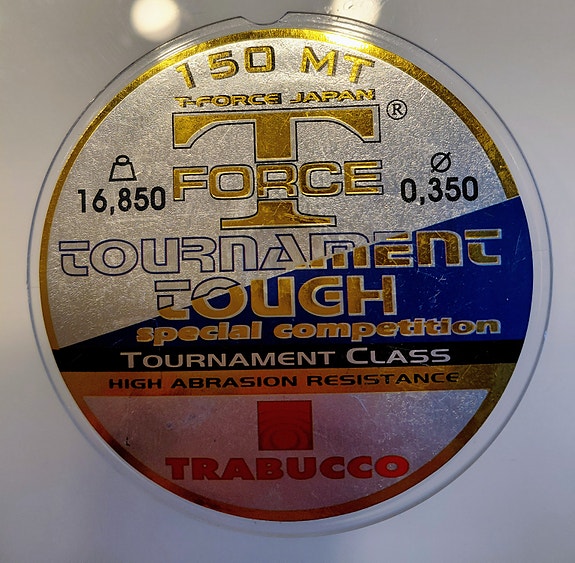 150 MT
T-FORCE JAPAN
T ®
FORCE
16,850
Ø 0,350
TOURNAMENT
TOUGH
special competition
TOURNAMENT CLASS
HIGH ABRASION RESISTANCE
TRABUCCO